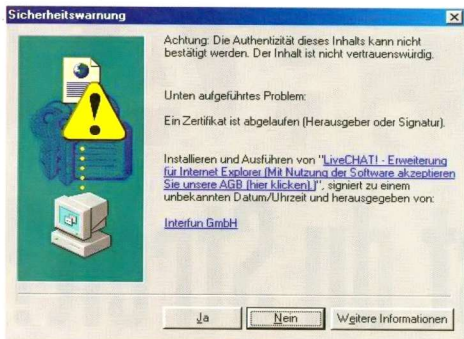 Sicherheitswarnung
Achtung: Die Authentizität dieses Inhalts kann nicht
bestätigt werden. Der Inhalt ist nicht vertrauenswürdig.
Unten aufgeführtes Problem:
Ein Zertifikat ist abgelaufen (Herausgeber oder Signatur).
Installieren und Ausführen von "LiveCHAT! - Erweiterung
für Internet Explorer (Mit Nutzung der Software akzeptieren
Sie unsere AGB (hier klicken).)", signiert zu einem
unbekannten Datum/Uhrzeit und herausgegeben von:
Interfun GmbH
Ja
Nein
Weitere Informationen